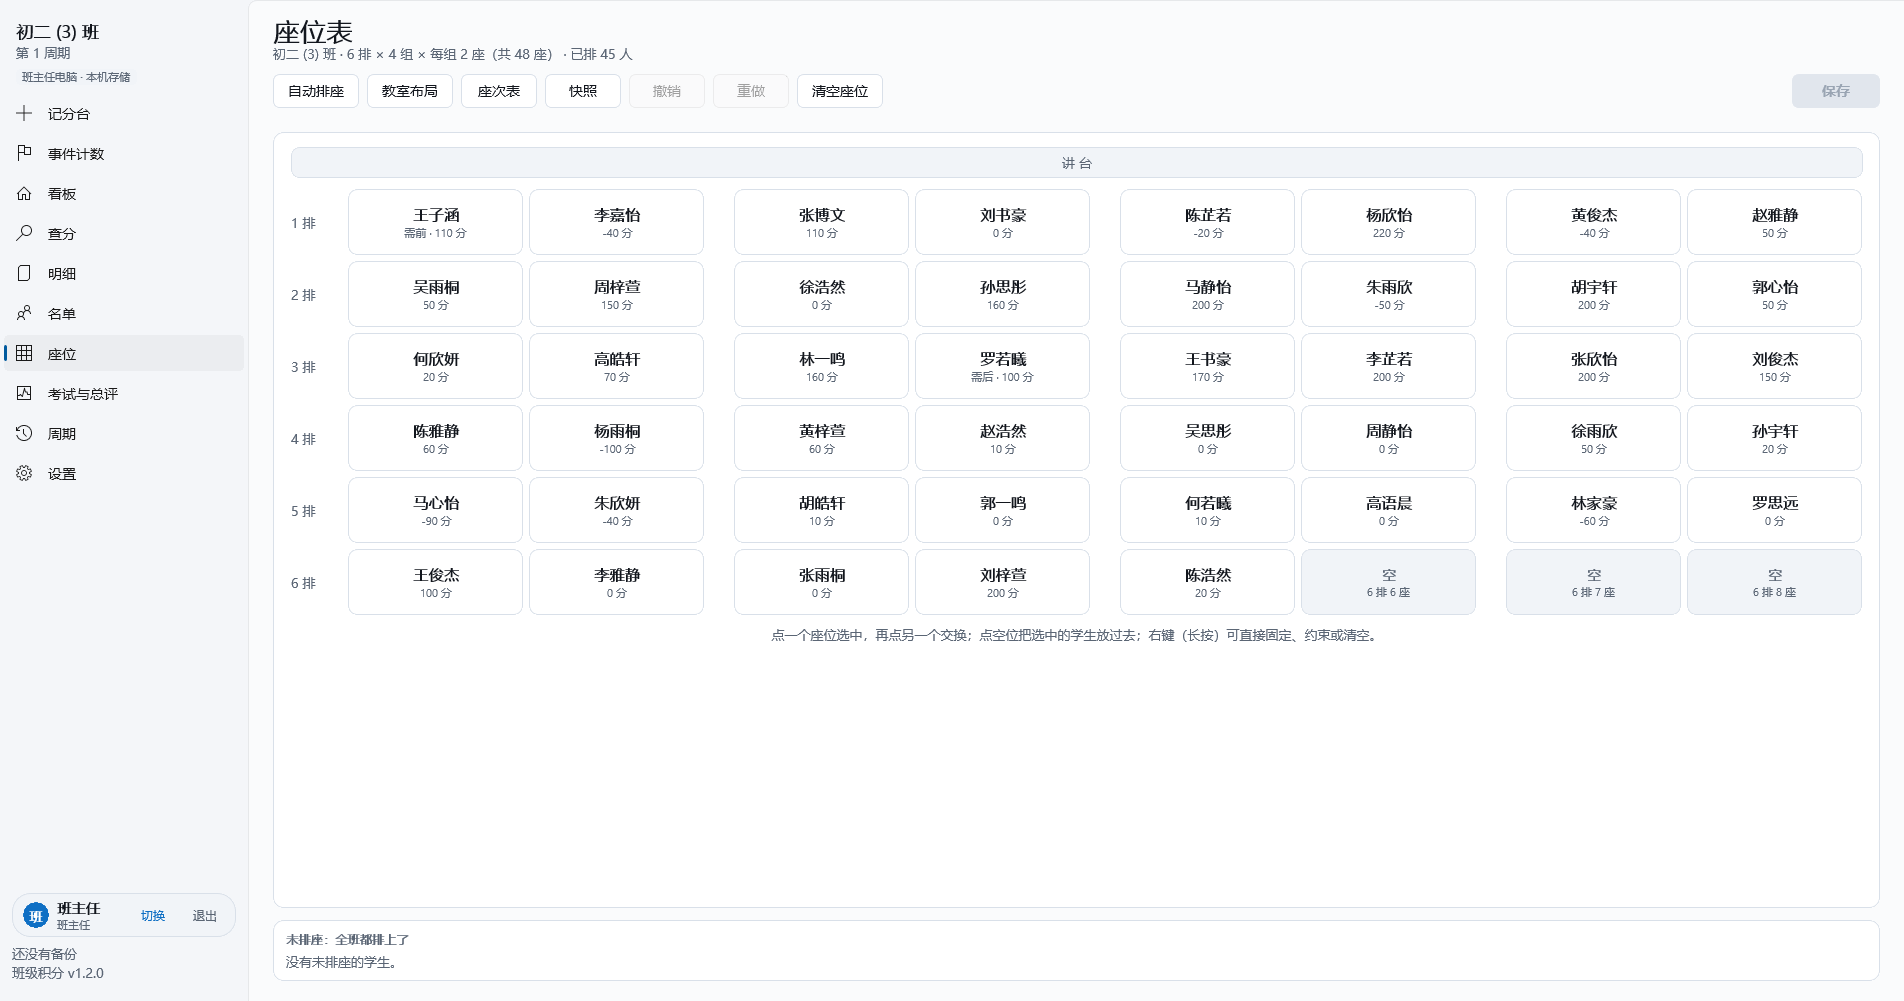 初二 (3) 班
第 1 周期
班主任电脑 · 本机存储
记分台
事件计数
看板
查分
明细
名单
座位
考试与总评
周期
设置
班
班主任
班主任
切换
退出
还没有备份
班级积分 v1.2.0
座位表
初二 (3) 班 · 6 排 × 4 组 × 每组 2 座（共 48 座） · 已排 45 人
自动排座
教室布局
座次表
快照
撤销
重做
清空座位
保存
讲 台
1 排
王子涵
需前 · 110 分
李嘉怡
-40 分
张博文
110 分
刘书豪
0 分
陈芷若
-20 分
杨欣怡
220 分
黄俊杰
-40 分
赵雅静
50 分
2 排
吴雨桐
50 分
周梓萱
150 分
徐浩然
0 分
孙思彤
160 分
马静怡
200 分
朱雨欣
-50 分
胡宇轩
200 分
郭心怡
50 分
3 排
何欣妍
20 分
高皓轩
70 分
林一鸣
160 分
罗若曦
需后 · 100 分
王书豪
170 分
李芷若
200 分
张欣怡
200 分
刘俊杰
150 分
4 排
陈雅静
60 分
杨雨桐
-100 分
黄梓萱
60 分
赵浩然
10 分
吴思彤
0 分
周静怡
0 分
徐雨欣
50 分
孙宇轩
20 分
5 排
马心怡
-90 分
朱欣妍
-40 分
胡皓轩
10 分
郭一鸣
0 分
何若曦
10 分
高语晨
0 分
林家豪
-60 分
罗思远
0 分
6 排
王俊杰
100 分
李雅静
0 分
张雨桐
0 分
刘梓萱
200 分
陈浩然
20 分
空
6 排 6 座
空
6 排 7 座
空
6 排 8 座
点一个座位选中，再点另一个交换；点空位把选中的学生放过去；右键（长按）可直接固定、约束或清空。
未排座：全班都排上了
没有未排座的学生。